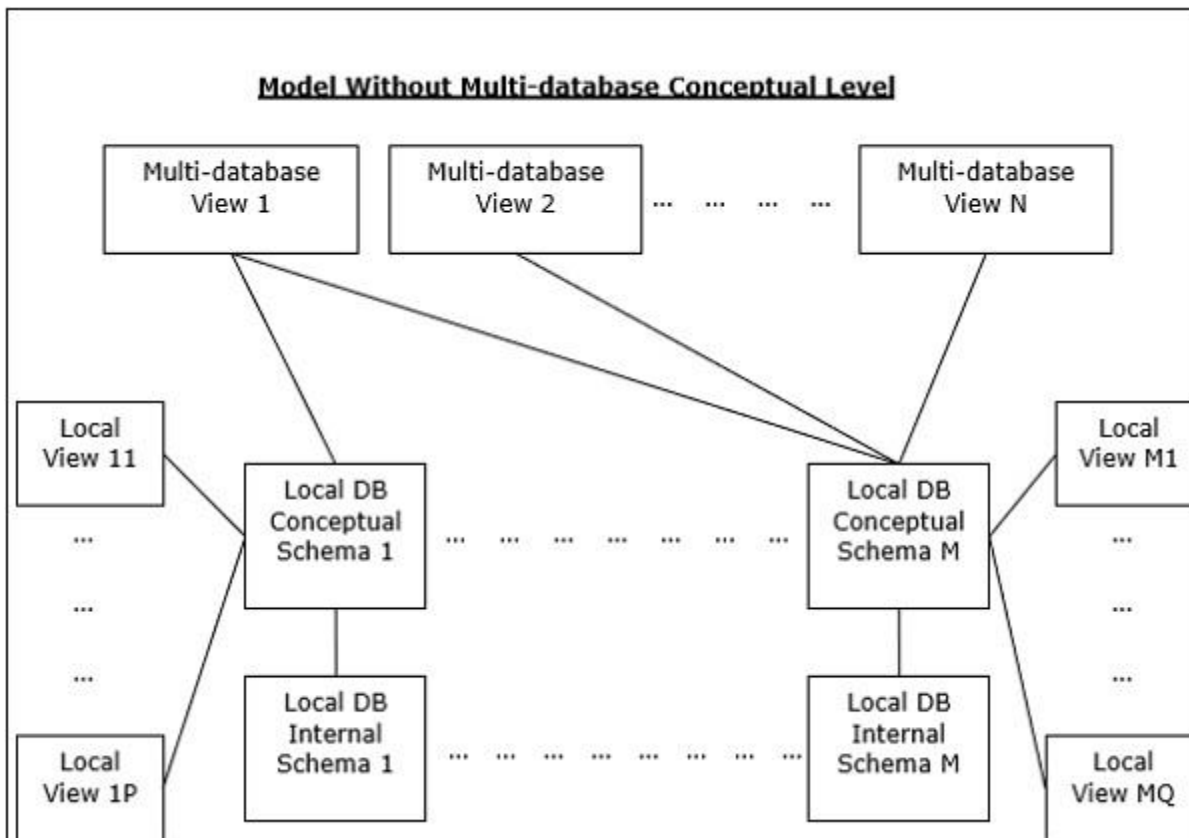 Model Without Multi-database Conceptual Level
Multi-database
View 1
Multi-database
View 2
... ... ... ...
Multi-database
View N
Local
View 11
...
...
...
Local
View 1P
Local DB
Conceptual
Schema 1
... ... ... ... ... ... ...
Local DB
Conceptual
Schema M
Local
View M1
...
...
...
Local
View MQ
Local DB
Internal
Schema 1
... ... ... ... ... ... ... ...
Local DB
Internal
Schema M